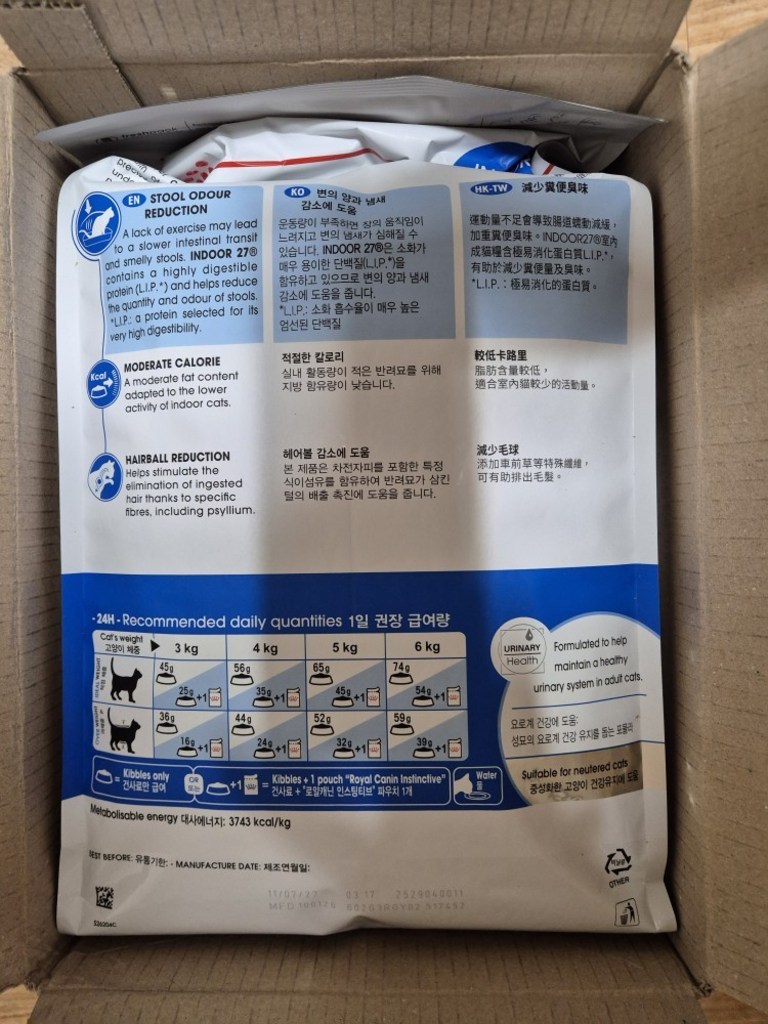 EN STOOL ODOUR
REDUCTION
A lack of exercise may lead
to a slower intestinal transit
and smelly stools. INDOOR 27®
contains a highly digestible
protein (L.I.P.*) and helps reduce
the quantity and odour of stools.
*L.I.P.: a protein selected for its
very high digestibility.
KO 변의 양과 냄새
감소에 도움
운동량이 부족하면 장의 움직임이
느려지고 변의 냄새가 심해질 수
있습니다. INDOOR 27®은 소화가
매우 용이한 단백질(L.I.P.*)을
함유하고 있으므로 변의 양과 냄새
감소에 도움을 줍니다.
*L.I.P.: 소화 흡수율이 매우 높은
엄선된 단백질
HK-TW 減少糞便臭味
運動量不足會導致腸道蠕動減緩，
加重糞便臭味。INDOOR27®室內
成貓糧含極易消化蛋白質L.I.P.*，
有助於減少糞便量及臭味。
*L.I.P.：極易消化的蛋白質。
Kcal
MODERATE CALORIE
A moderate fat content
adapted to the lower
activity of indoor cats.
적절한 칼로리
실내 활동량이 적은 반려묘를 위해
지방 함유량이 낮습니다.
較低卡路里
脂肪含量較低，
適合室內貓較少的活動量。
HAIRBALL REDUCTION
Helps stimulate the
elimination of ingested
hair thanks to specific
fibres, including psyllium.
헤어볼 감소에 도움
본 제품은 차전자피를 포함한 특정
식이섬유를 함유하여 반려묘가 삼킨
털의 배출 촉진에 도움을 줍니다.
減少毛球
添加車前草等特殊纖維，
可有助排出毛髮。
- 24H - Recommended daily quantities 1일 권장 급여량
Cat's weight
고양이 체중
3 kg 4 kg 5 kg 6 kg
45g 56g 65g 74g
25g +1 35g +1 45g +1 54g +1
36g 44g 52g 59g
16g +1 24g +1 32g +1 39g +1
= Kibbles only
건사료만 급여
OR
또는
+1 = Kibbles + 1 pouch "Royal Canin Instinctive"
건사료 + '로얄캐닌 인스팅티브' 파우치 1개
Water
물
URINARY
Health
Formulated to help
maintain a healthy
urinary system in adult cats.
요로계 건강에 도움:
성묘의 요로계 건강 유지를 돕는 포뮬라
Suitable for neutered cats
중성화한 고양이 건강유지에 도움
Metabolisable energy 대사에너지: 3743 kcal/kg
BEST BEFORE: 유통기한: - MANUFACTURE DATE: 제조연월일:
OTHER